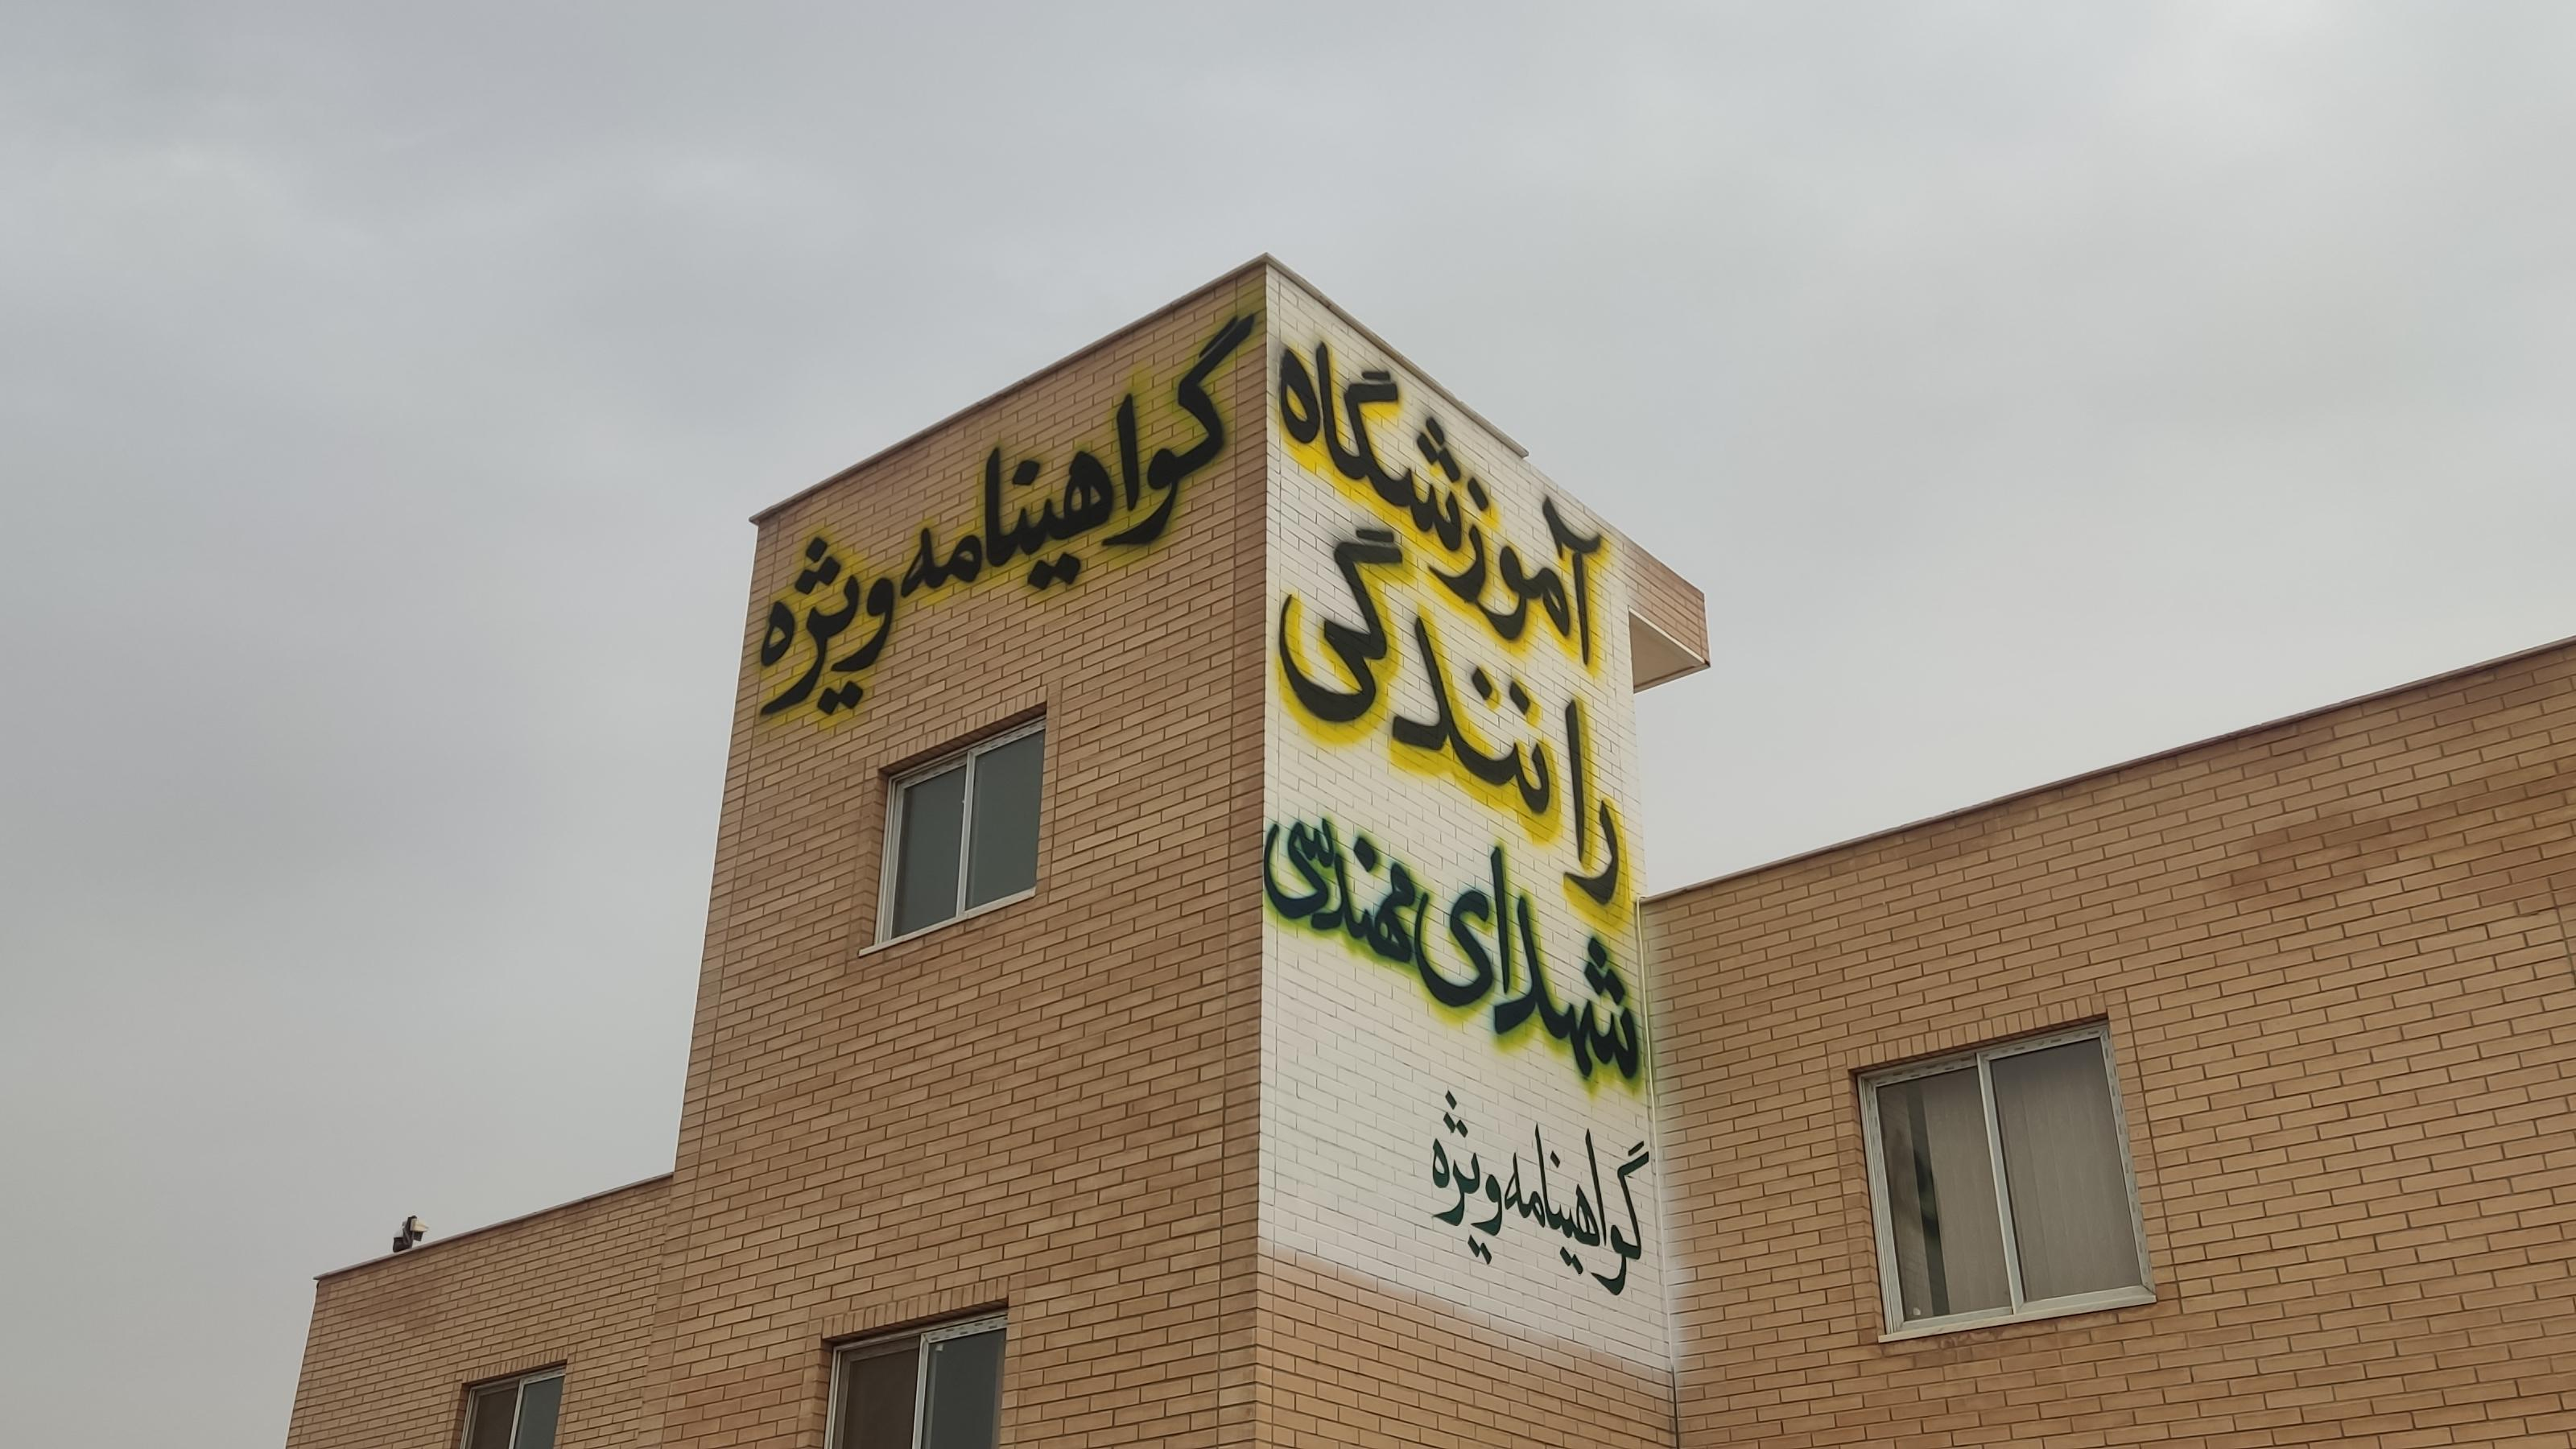 آموزشگاه
رانندگی
شهدای مهندسی
گواهینامه ویژه
گواهینامه ویژه